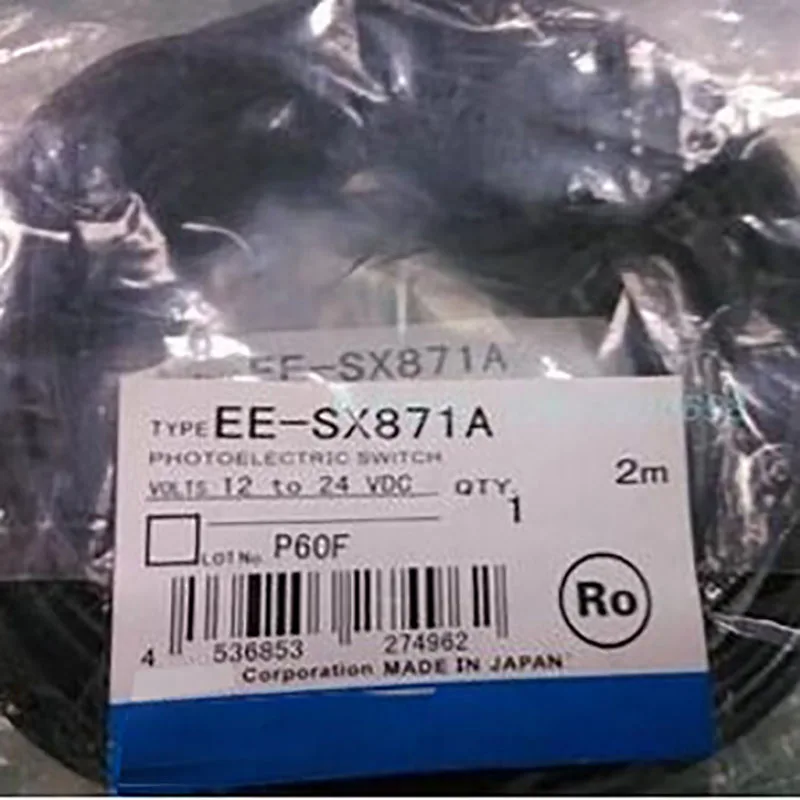 EE-SX871A
TYPE EE-SX871A
PHOTOELECTRIC SWITCH
VOLTS 12 to 24 VDC QTY. 1 2m
LOT No. P60F
Ro
4 536853 274962
Corporation MADE IN JAPAN